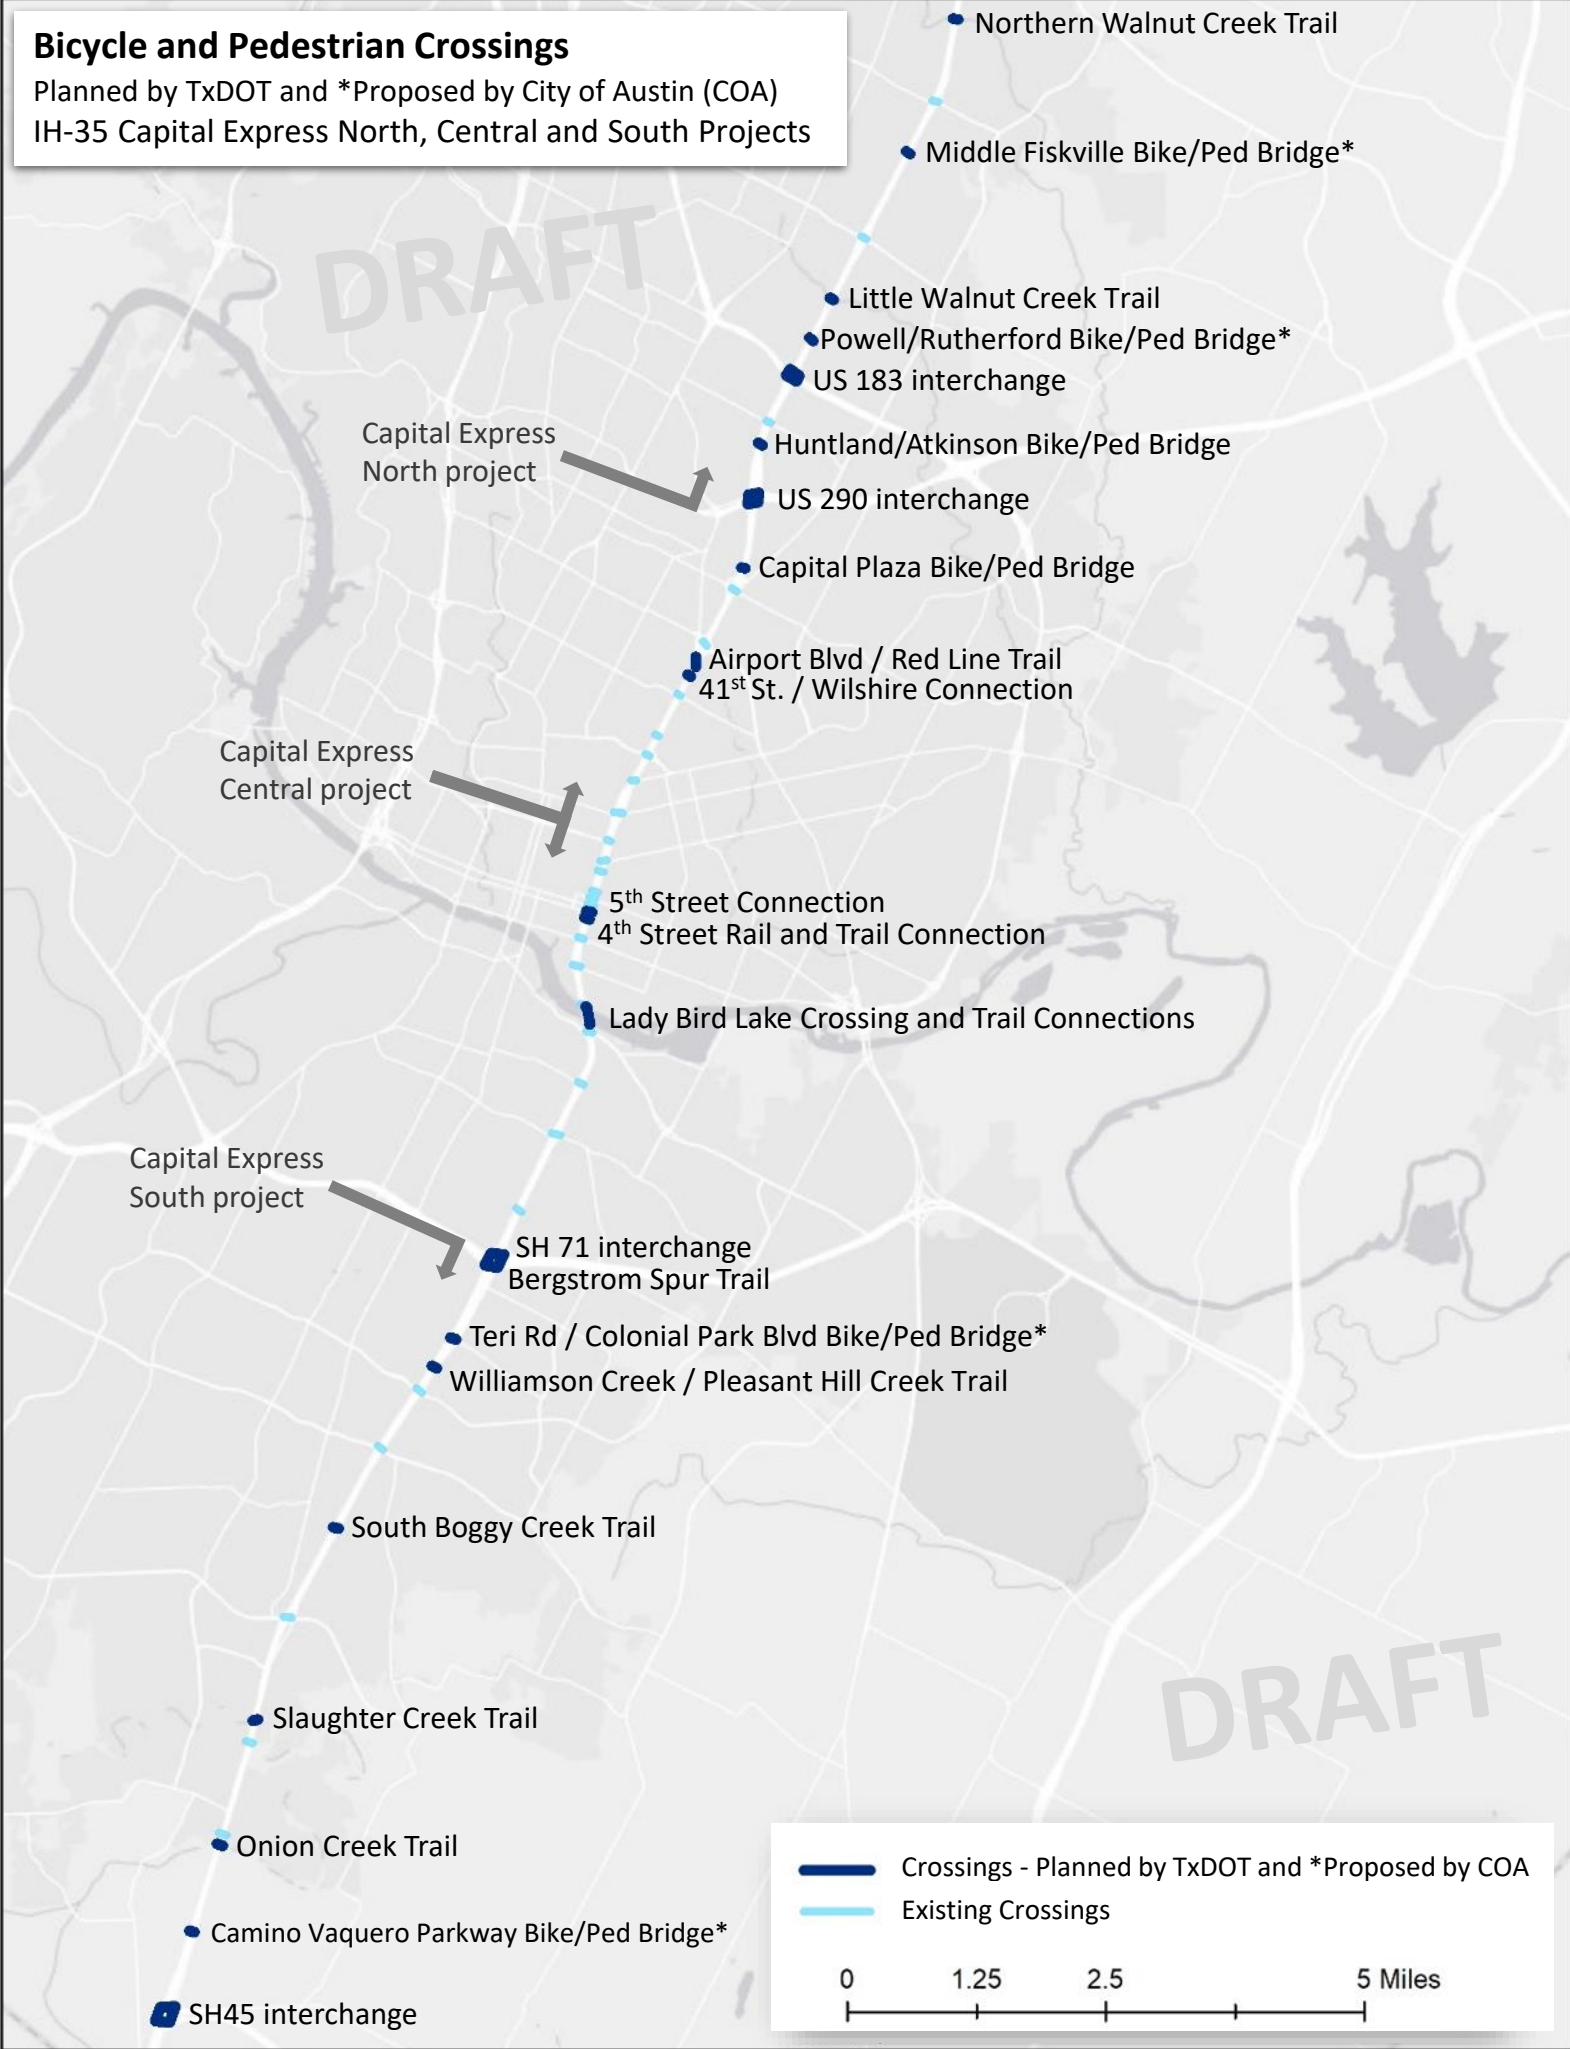 Bicycle and Pedestrian Crossings
Planned by TxDOT and *Proposed by City of Austin (COA)
IH-35 Capital Express North, Central and South Projects
Northern Walnut Creek Trail
Middle Fiskville Bike/Ped Bridge*
DRAFT
Little Walnut Creek Trail
Powell/Rutherford Bike/Ped Bridge*
US 183 interchange
Capital Express
North project
Huntland/Atkinson Bike/Ped Bridge
US 290 interchange
Capital Plaza Bike/Ped Bridge
Airport Blvd / Red Line Trail
41st St. / Wilshire Connection
Capital Express
Central project
5th Street Connection
4th Street Rail and Trail Connection
Lady Bird Lake Crossing and Trail Connections
Capital Express
South project
SH 71 interchange
Bergstrom Spur Trail
Teri Rd / Colonial Park Blvd Bike/Ped Bridge*
Williamson Creek / Pleasant Hill Creek Trail
South Boggy Creek Trail
DRAFT
Slaughter Creek Trail
Onion Creek Trail
Camino Vaquero Parkway Bike/Ped Bridge*
SH45 interchange
Crossings - Planned by TxDOT and *Proposed by COA
Existing Crossings
0 1.25 2.5 5 Miles